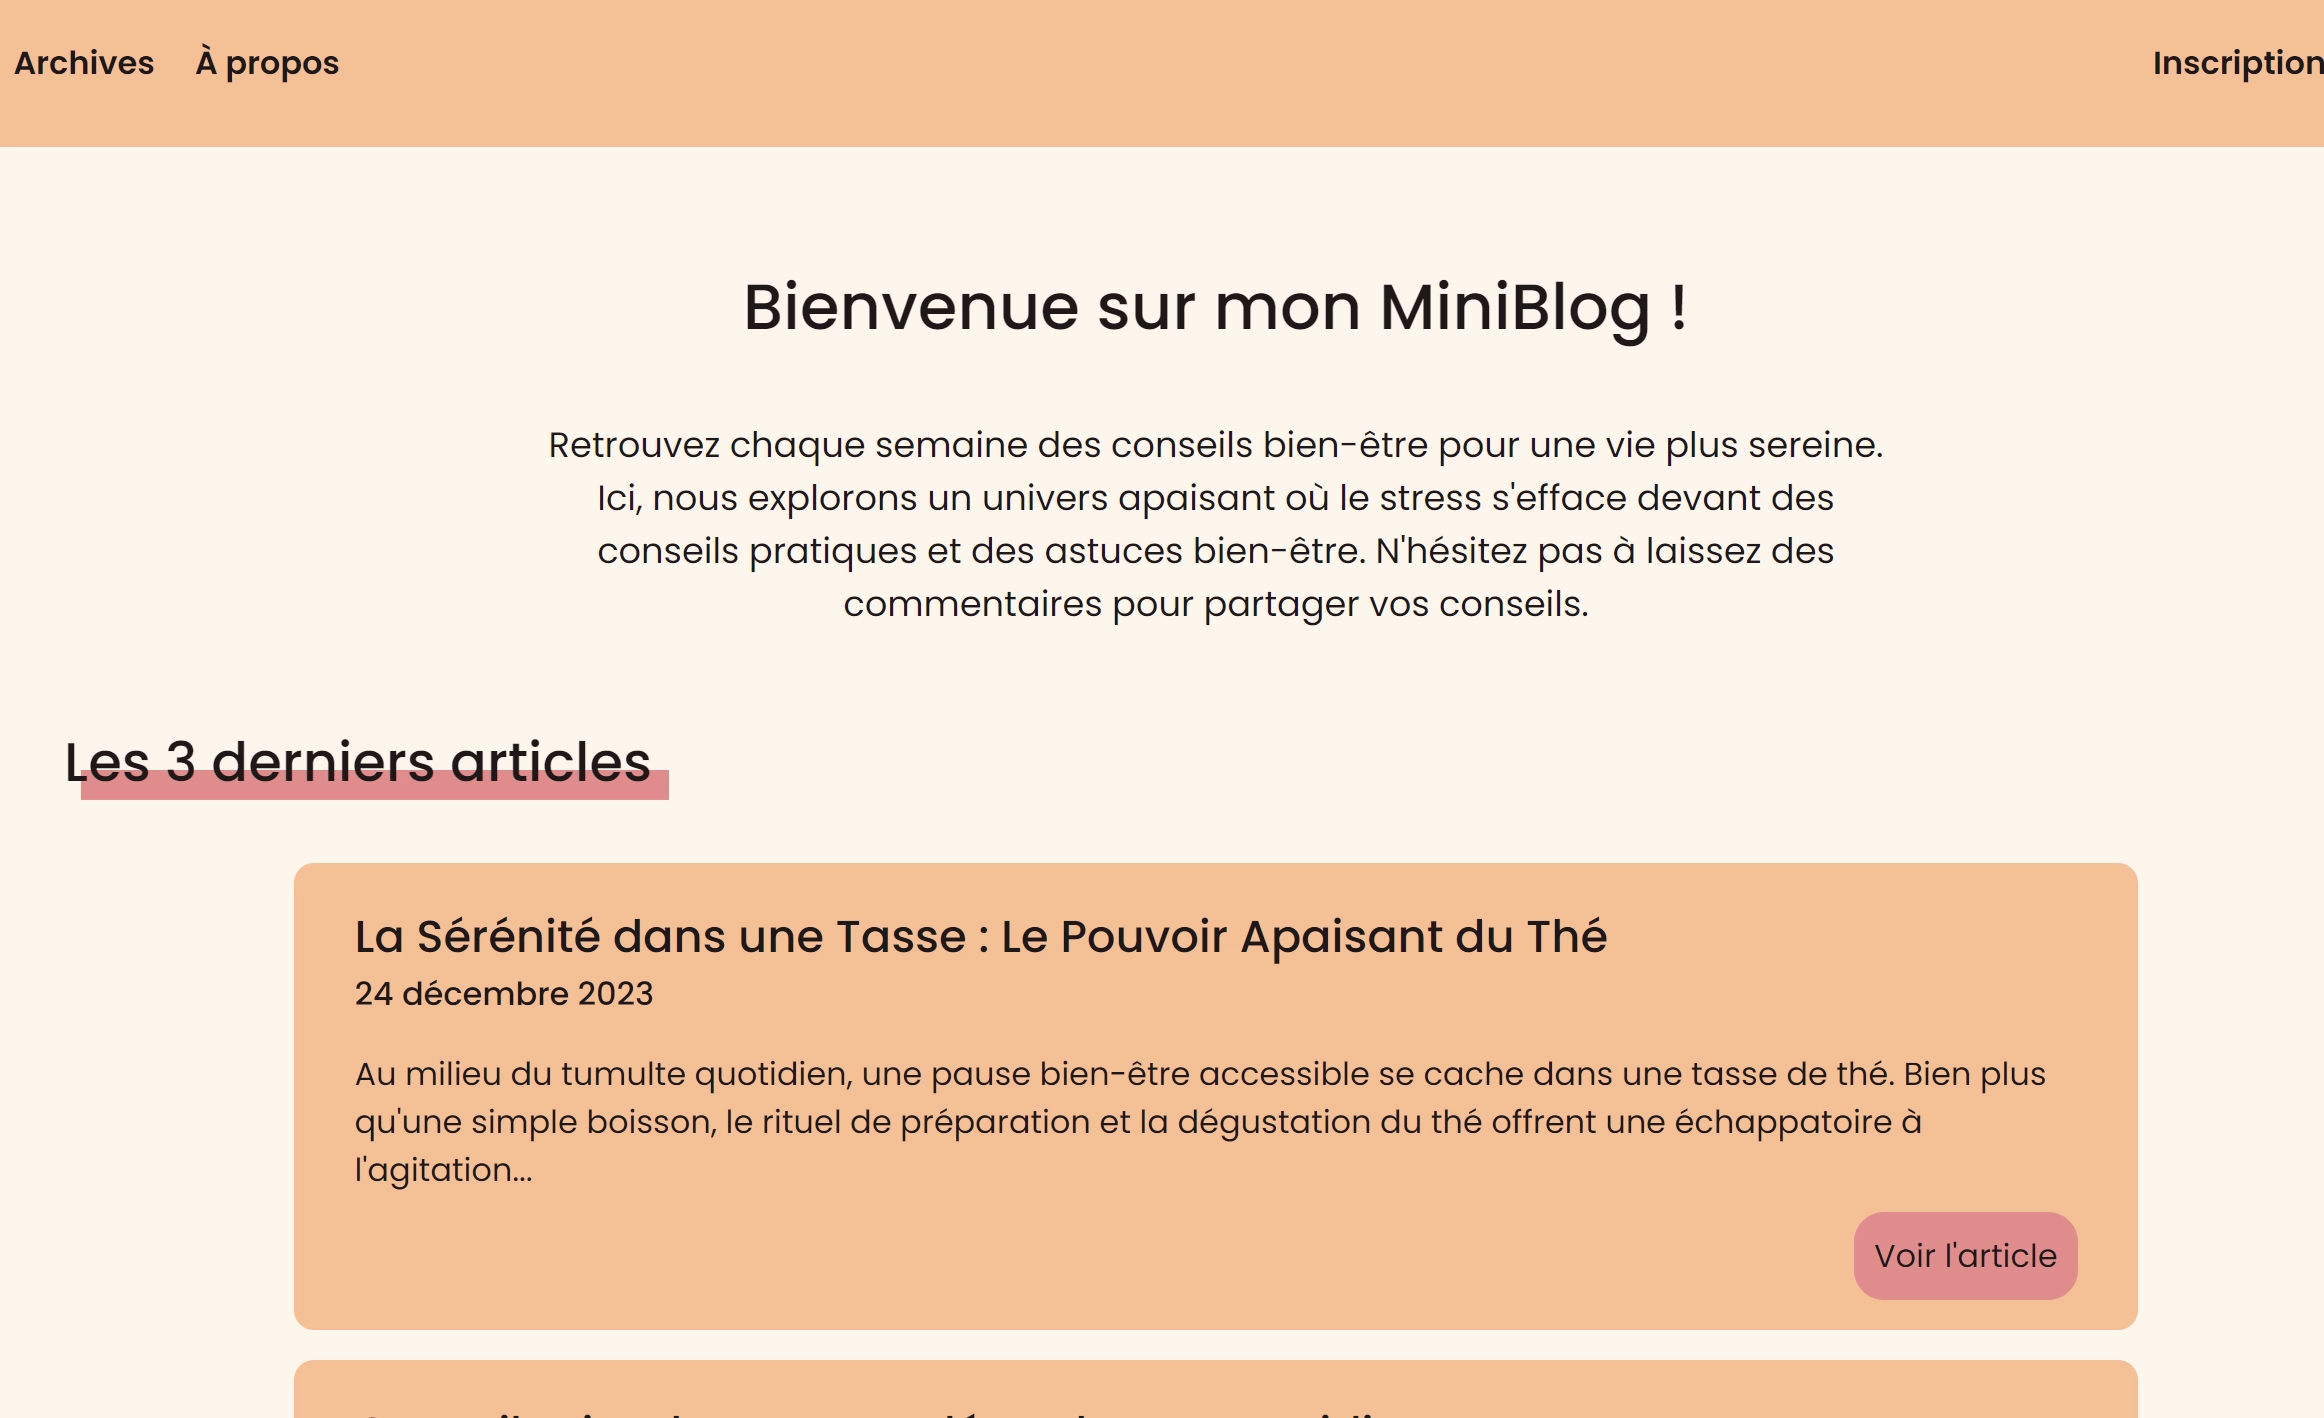 Archives À propos Inscription
Bienvenue sur mon MiniBlog !
Retrouvez chaque semaine des conseils bien-être pour une vie plus sereine.
Ici, nous explorons un univers apaisant où le stress s'efface devant des
conseils pratiques et des astuces bien-être. N'hésitez pas à laissez des
commentaires pour partager vos conseils.
Les 3 derniers articles
La Sérénité dans une Tasse : Le Pouvoir Apaisant du Thé
24 décembre 2023
Au milieu du tumulte quotidien, une pause bien-être accessible se cache dans une tasse de thé. Bien plus
qu'une simple boisson, le rituel de préparation et la dégustation du thé offrent une échappatoire à
l'agitation...
Voir l'article